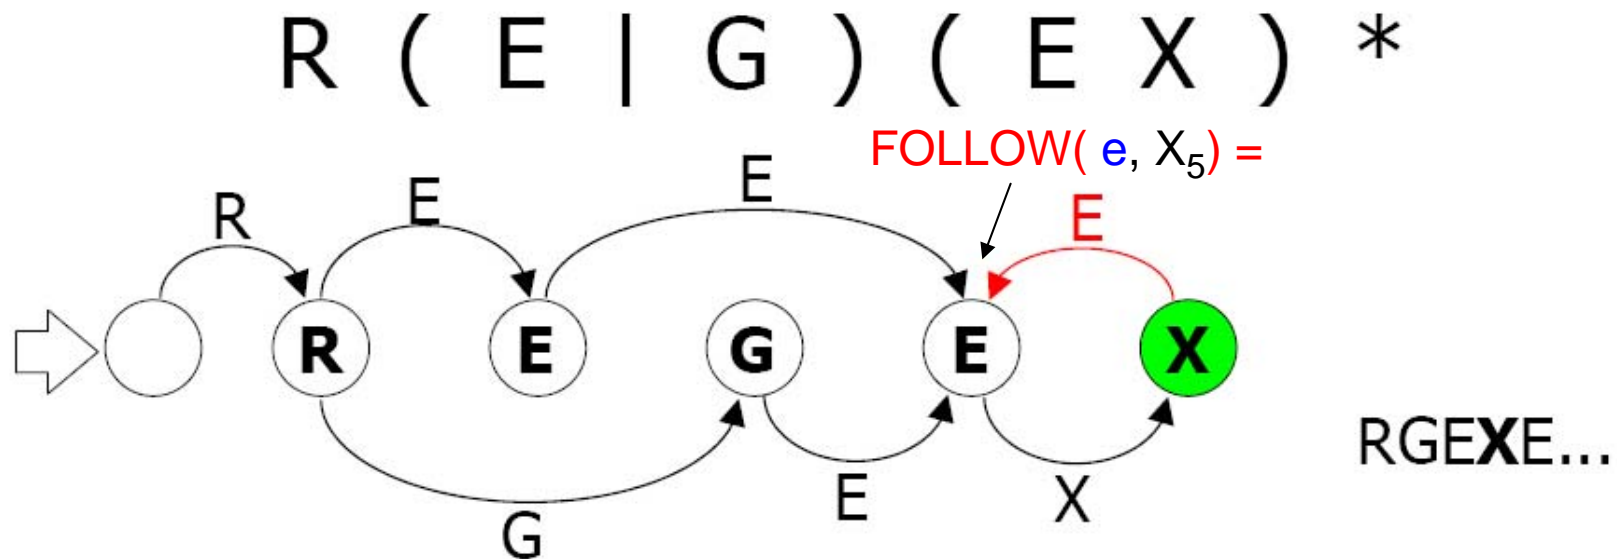 R ( E | G ) ( E X ) *
FOLLOW( e, X₅) =
R E E E
R E G E X
G E X
RGEXE...